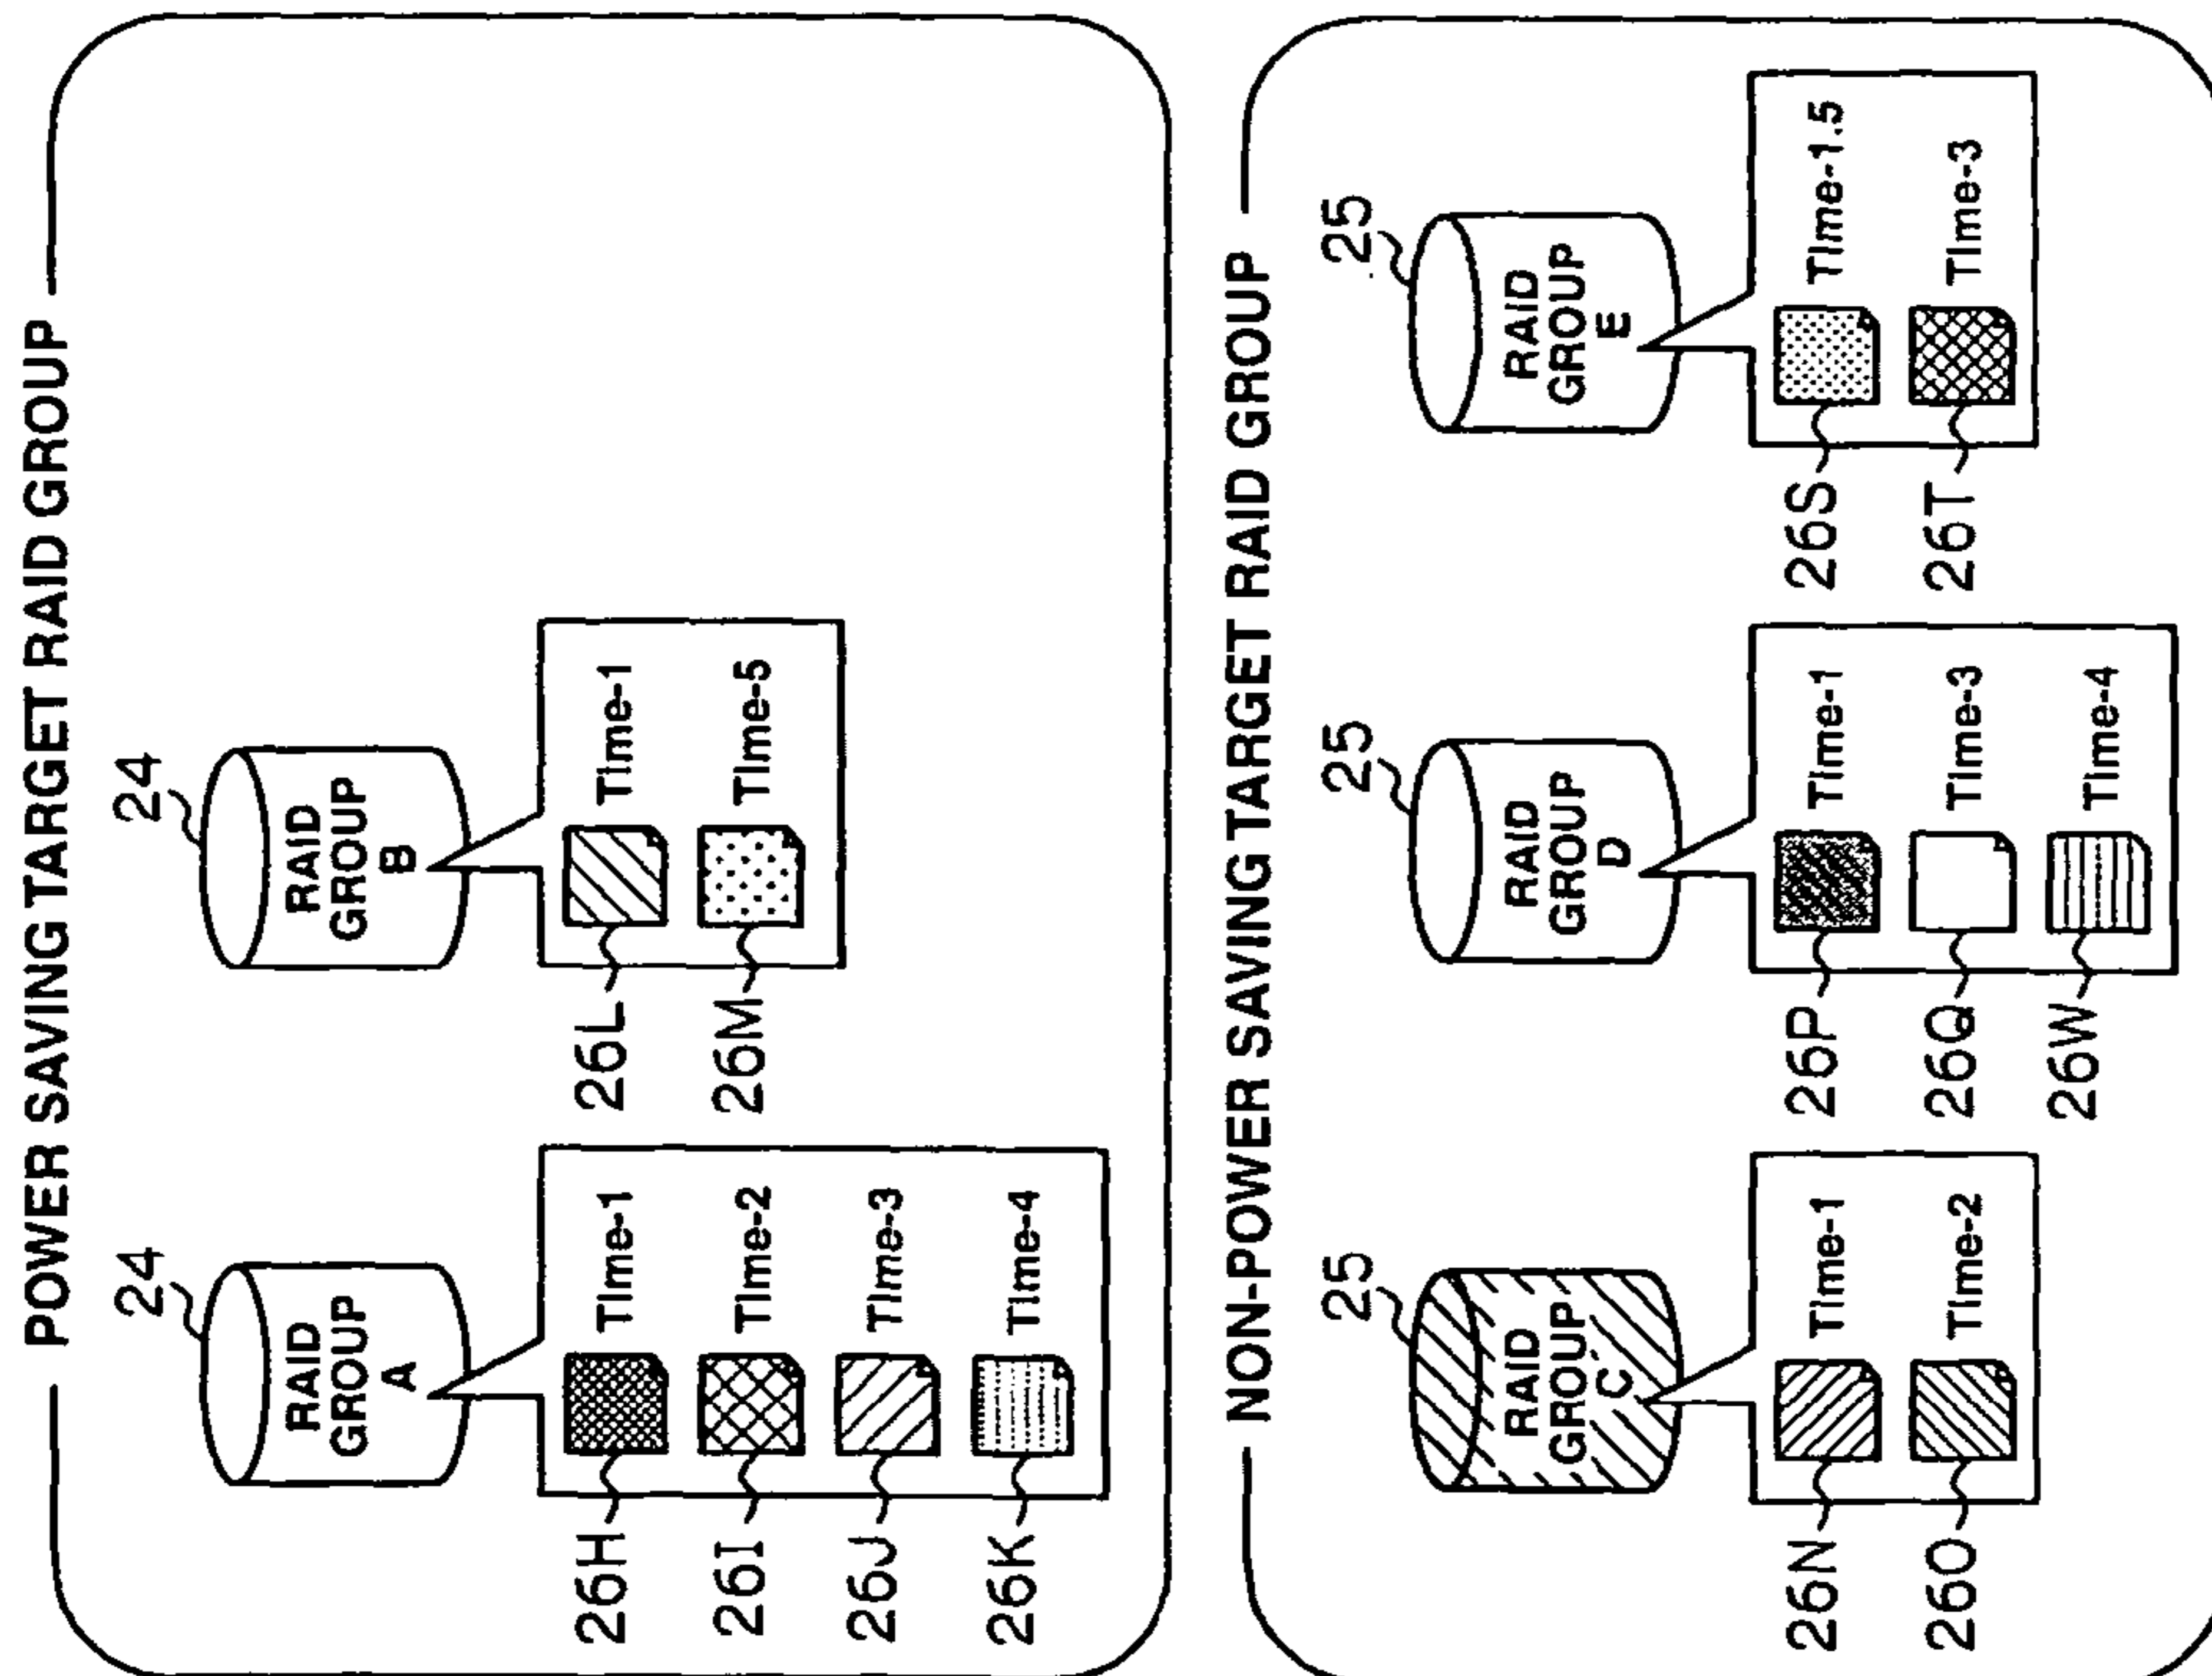 POWER SAVING TARGET RAID GROUP
24
RAID
GROUP
A
26H
Time-1
26I
Time-2
26J
Time-3
26K
Time-4
24
RAID
GROUP
B
26L
Time-1
26M
Time-5
NON-POWER SAVING TARGET RAID GROUP
25
RAID
GROUP
C
26N
Time-1
26O
Time-2
25
RAID
GROUP
D
26P
Time-1
26Q
Time-3
26W
Time-4
25
RAID
GROUP
E
26S
Time-1.5
26T
Time-3